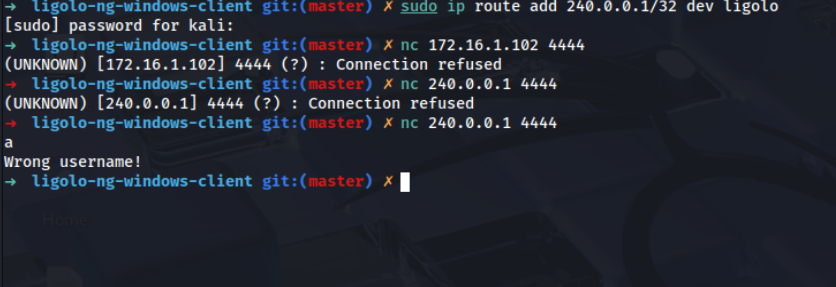 ➜ ligolo-ng-windows-client git:(master) ✗ sudo ip route add 240.0.0.1/32 dev ligolo
[sudo] password for kali:
➜ ligolo-ng-windows-client git:(master) ✗ nc 172.16.1.102 4444
(UNKNOWN) [172.16.1.102] 4444 (?) : Connection refused
➜ ligolo-ng-windows-client git:(master) ✗ nc 240.0.0.1 4444
(UNKNOWN) [240.0.0.1] 4444 (?) : Connection refused
➜ ligolo-ng-windows-client git:(master) ✗ nc 240.0.0.1 4444
a
Wrong username!
➜ ligolo-ng-windows-client git:(master) ✗
Home